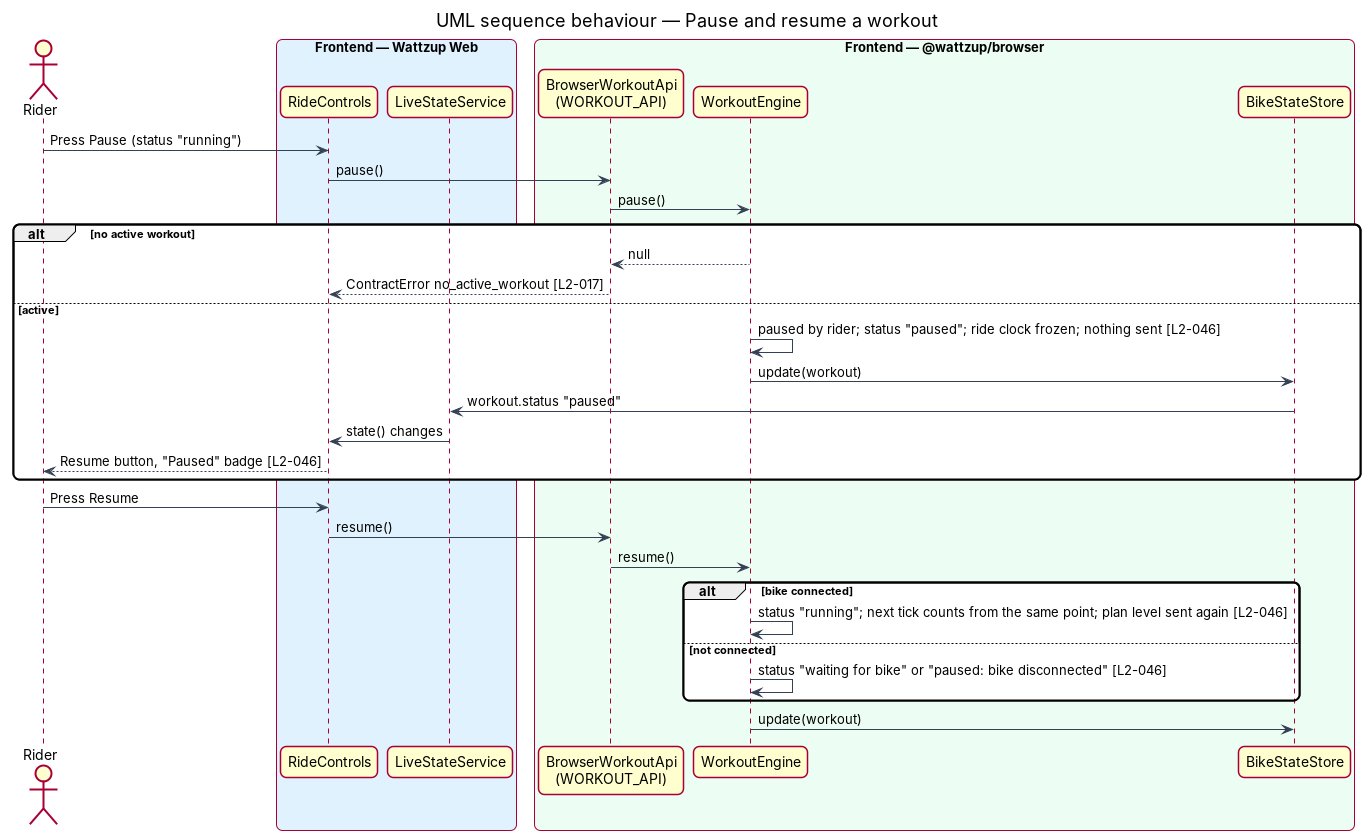 UML sequence behaviour — Pause and resume a workout
Frontend — Wattzup Web
Frontend — @wattzup/browser
Rider
RideControls
LiveStateService
BrowserWorkoutApi
(WORKOUT_API)
WorkoutEngine
BikeStateStore
Press Pause (status "running")
pause()
pause()
alt
[no active workout]
null
ContractError no_active_workout [L2-017]
[active]
paused by rider; status "paused"; ride clock frozen; nothing sent [L2-046]
update(workout)
workout.status "paused"
state() changes
Resume button, "Paused" badge [L2-046]
Press Resume
resume()
resume()
alt
[bike connected]
status "running"; next tick counts from the same point; plan level sent again [L2-046]
[not connected]
status "waiting for bike" or "paused: bike disconnected" [L2-046]
update(workout)
Rider
RideControls
LiveStateService
BrowserWorkoutApi
(WORKOUT_API)
WorkoutEngine
BikeStateStore